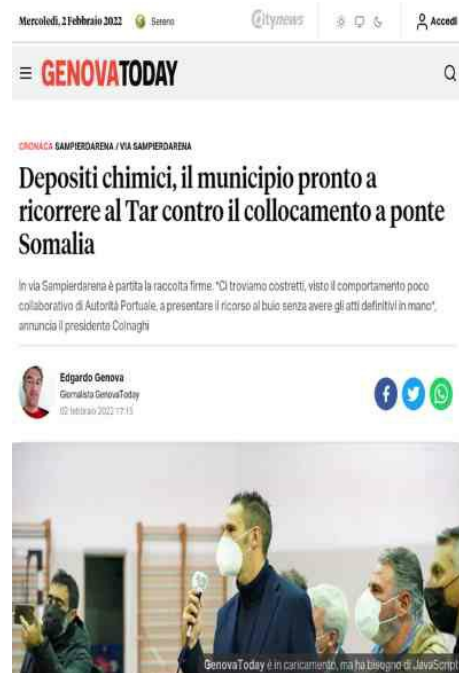 Mercoledì, 2 Febbraio 2022 Sereno citynews Accedi
GENOVATODAY
CRONACA SAMPIERDARENA / VIA SAMPIERDARENA
Depositi chimici, il municipio pronto a
ricorrere al Tar contro il collocamento a ponte
Somalia
In via Sampierdarena è partita la raccolta firme. "Ci troviamo costretti, visto il comportamento poco
collaborativo di Autorità Portuale, a presentare il ricorso al buio senza avere gli atti definitivi in mano",
annuncia il presidente Colnaghi
Edgardo Genova
Giornalista GenovaToday
02 febbraio 2022 17:15
GenovaToday è in caricamento, ma ha bisogno di JavaScript